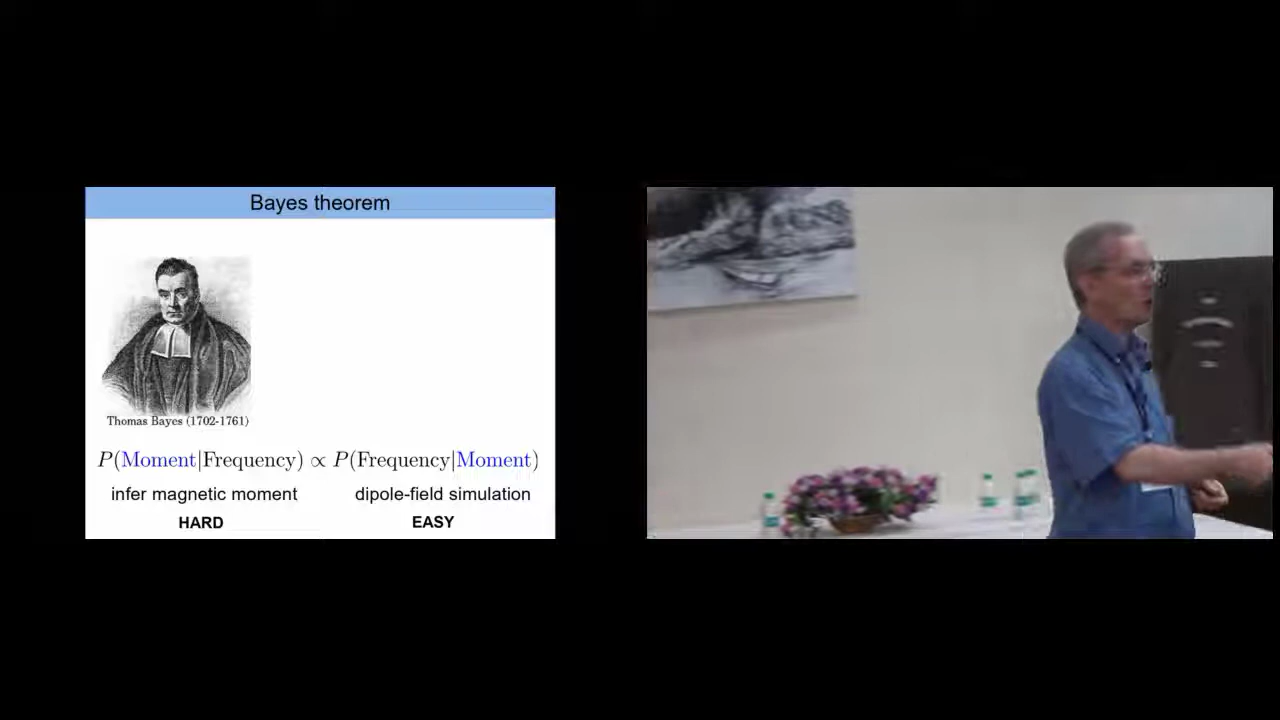 Bayes theorem
Thomas Bayes (1702-1761)
P(Moment|Frequency) ∝ P(Frequency|Moment)
infer magnetic moment dipole-field simulation
HARD EASY